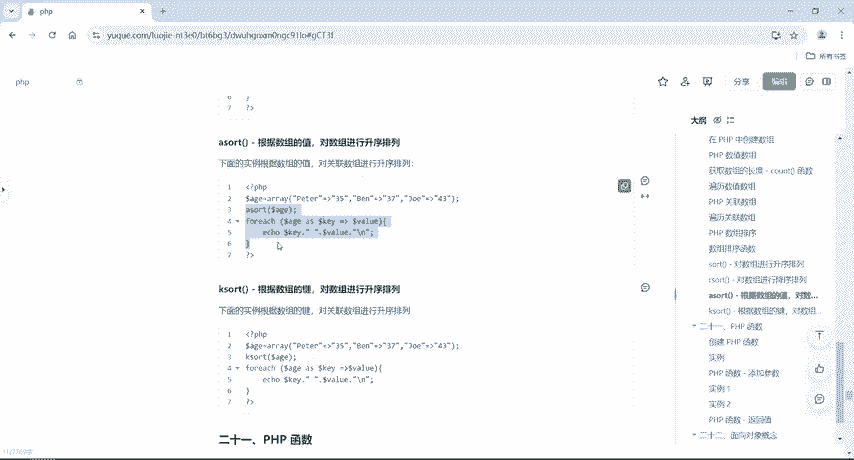 php
yuque.com/luojie-nt3e0/bt6bg3/dwuhgnxm0ngc91lo#gCT3f
所有书签
php
分享
编辑
7 ?>
asort() - 根据数组的值，对数组进行升序排列
下面的实例根据数组的值，对关联数组进行升序排列：
1 <?php
2 $age=array("Peter"=>"35","Ben"=>"37","Joe"=>"43");
3 asort($age);
4 foreach ($age as $key => $value){
5 echo $key." ".$value."\n";
6 }
7 ?>
ksort() - 根据数组的键，对数组进行升序排列
下面的实例根据数组的键，对关联数组进行升序排列
1 <?php
2 $age=array("Peter"=>"35","Ben"=>"37","Joe"=>"43");
3 ksort($age);
4 foreach ($age as $key =>$value){
5 echo $key." ".$value."\n";
6 }
7 ?>
二十一、PHP 函数
大纲
在 PHP 中创建数组
PHP 数值数组
获取数组的长度 - count() 函数
遍历数值数组
PHP 关联数组
遍历关联数组
PHP 数组排序
数组排序函数
sort() - 对数组进行升序排列
rsort() - 对数组进行降序排列
asort() - 根据数组的值，对数...
ksort() - 根据数组的键，对数组...
二十一、PHP 函数
创建 PHP 函数
实例
PHP 函数 - 添加参数
实例 1
实例 2
PHP 函数 - 返回值
二十二、面向对象概念